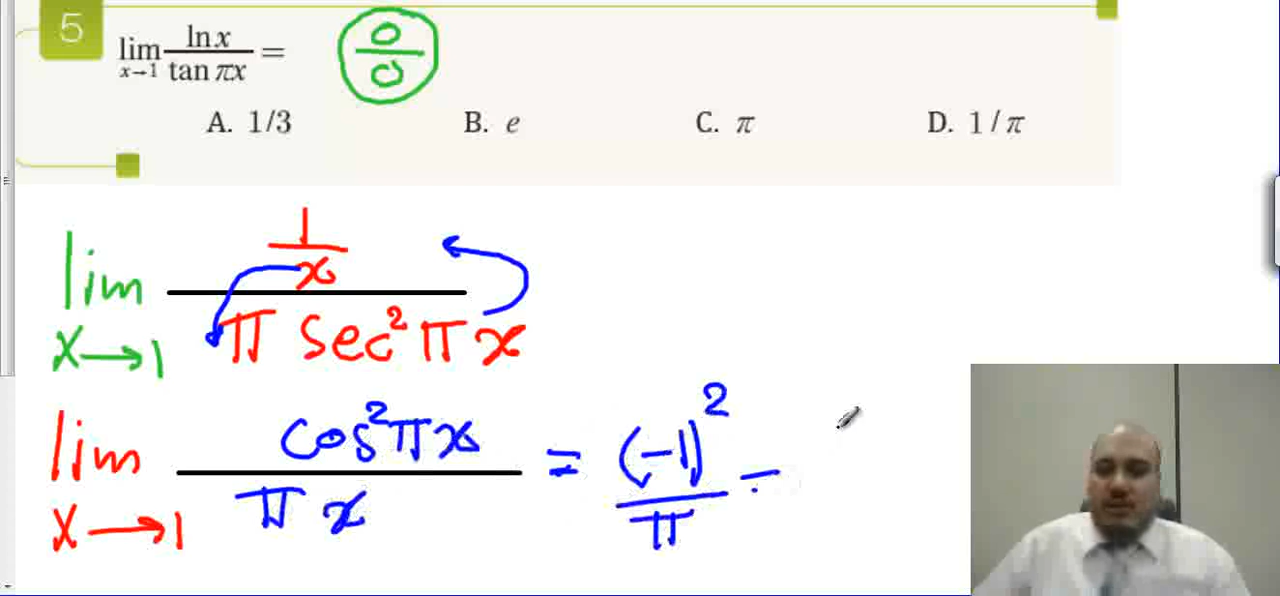 5
lim x→1 ln x / tan πx = 0/0
A. 1/3 B. e C. π D. 1/π
lim x→1 1/x / π sec² πx
lim x→1 cos² πx / πx = (-1)² / π =